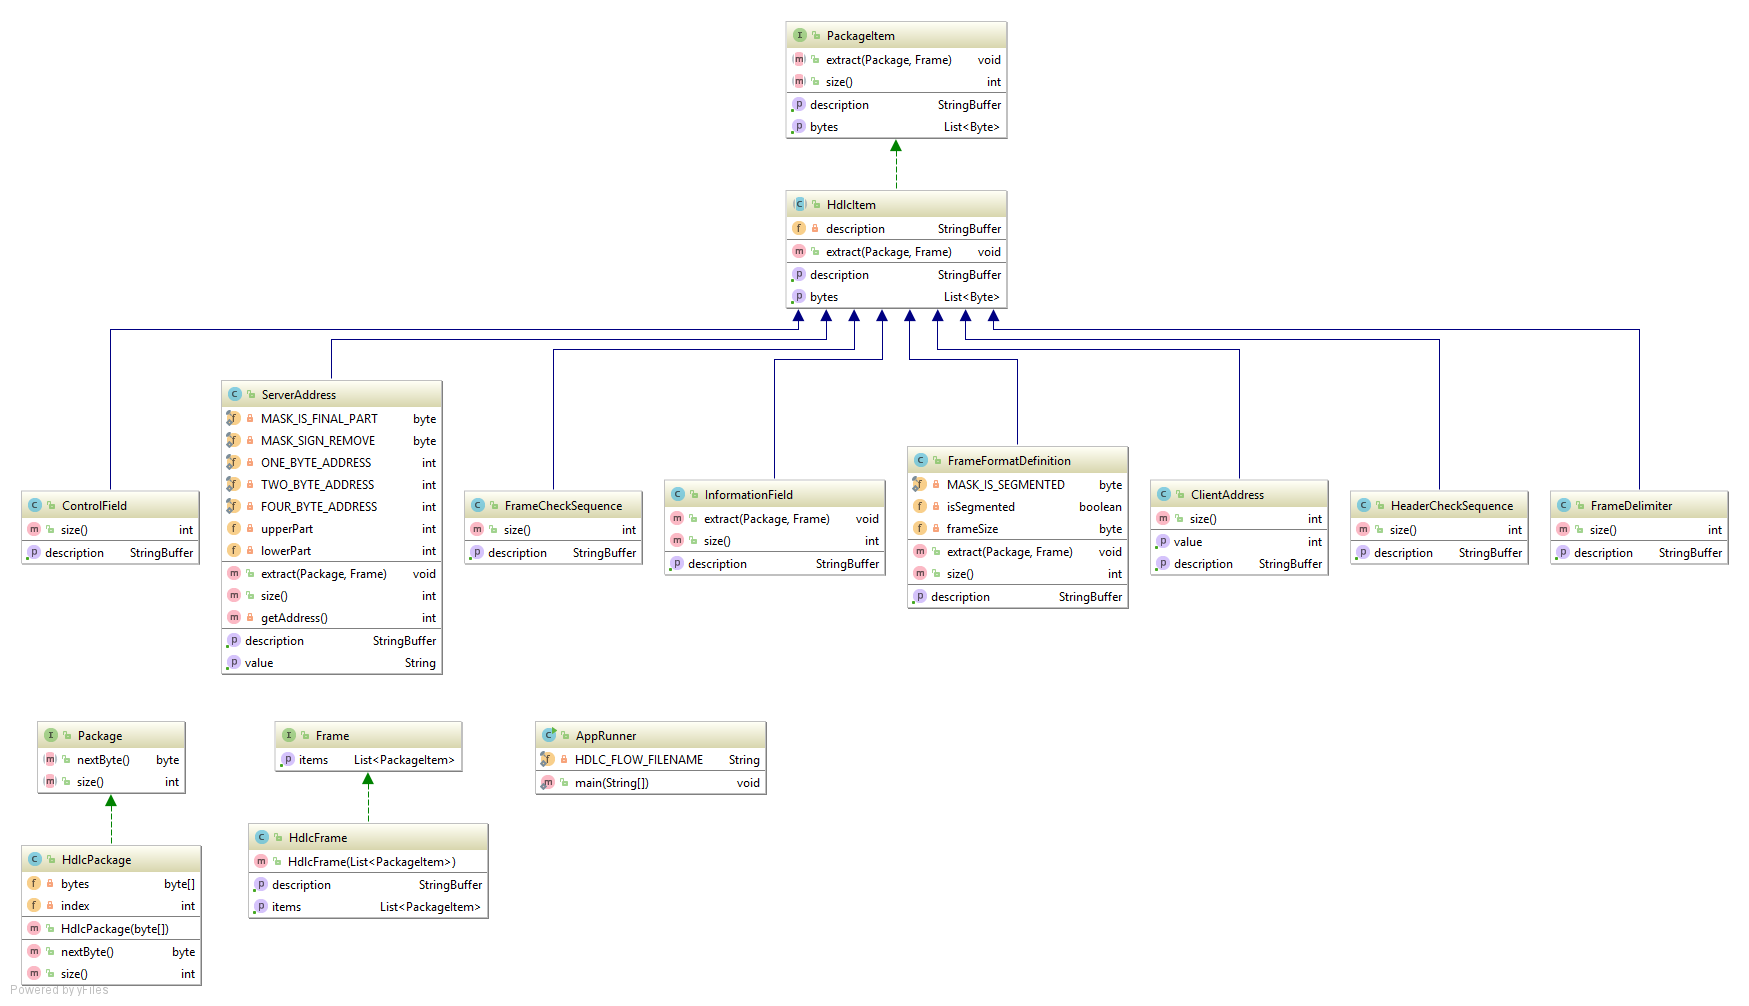 PackageItem
extract(Package, Frame) void
size() int
description StringBuffer
bytes List<Byte>
HdlcItem
description StringBuffer
extract(Package, Frame) void
description StringBuffer
bytes List<Byte>
ControlField
size() int
description StringBuffer
ServerAddress
MASK_IS_FINAL_PART byte
MASK_SIGN_REMOVE byte
ONE_BYTE_ADDRESS int
TWO_BYTE_ADDRESS int
FOUR_BYTE_ADDRESS int
upperPart int
lowerPart int
extract(Package, Frame) void
size() int
getAddress() int
description StringBuffer
value String
FrameCheckSequence
size() int
description StringBuffer
InformationField
extract(Package, Frame) void
size() int
description StringBuffer
FrameFormatDefinition
MASK_IS_SEGMENTED byte
isSegmented boolean
frameSize byte
extract(Package, Frame) void
size() int
description StringBuffer
ClientAddress
size() int
value int
description StringBuffer
HeaderCheckSequence
size() int
description StringBuffer
FrameDelimiter
size() int
description StringBuffer
Package
nextByte() byte
size() int
Frame
items List<PackageItem>
AppRunner
HDLC_FLOW_FILENAME String
main(String[]) void
HdlcPackage
bytes byte[]
index int
HdlcPackage(byte[])
nextByte() byte
size() int
HdlcFrame
HdlcFrame(List<PackageItem>)
description StringBuffer
items List<PackageItem>
Powered by yFiles